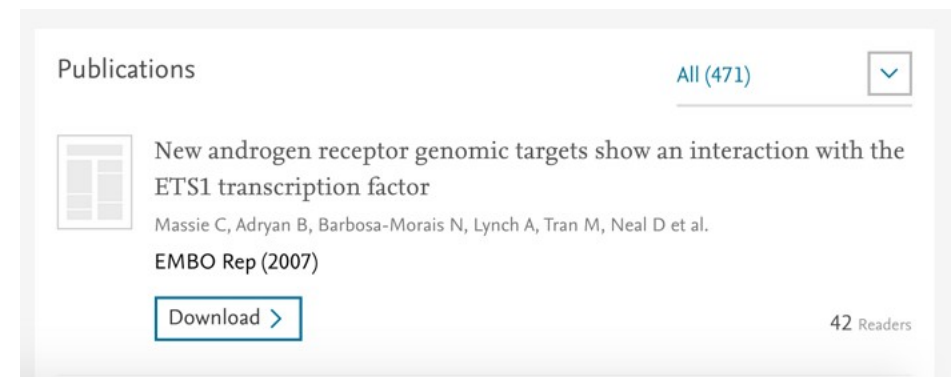 Publications
All (471)
New androgen receptor genomic targets show an interaction with the
ETS1 transcription factor
Massie C, Adryan B, Barbosa-Morais N, Lynch A, Tran M, Neal D et al.
EMBO Rep (2007)
Download
42 Readers